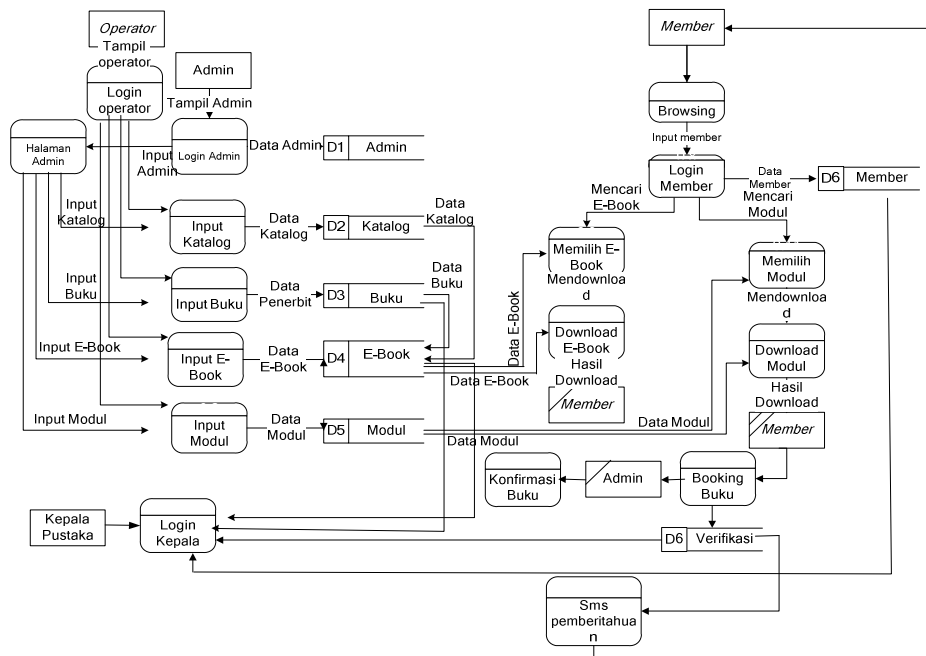 Operator
Tampil
operator
Login
operator
Admin
Tampil Admin
Halaman
Admin
Input
Admin
Login Admin
Data Admin
D1 Admin
Input
Katalog
Input
Katalog
Data
Katalog
D2 Katalog
Data
Katalog
Input
Buku
Input Buku
Data
Penerbit
D3 Buku
Data
Buku
Input E-Book
Input E-
Book
Data
E-Book
D4 E-Book
Data E-Book
Data E-Book
Input Modul
Input
Modul
Data
Modul
D5 Modul
Data Modul
Data Modul
Member
Browsing
Input member
Login
Member
Data
Member
D6 Member
Mencari
E-Book
Mencari
Modul
Memilih E-
Book
Mendownloa
d
Download
E-Book
Hasil
Download
Member
Memilih
Modul
Mendownloa
d
Download
Modul
Hasil
Download
Member
Konfirmasi
Buku
Admin
Booking
Buku
Kepala
Pustaka
Login
Kepala
D6 Verifikasi
Sms
pemberitahua
n